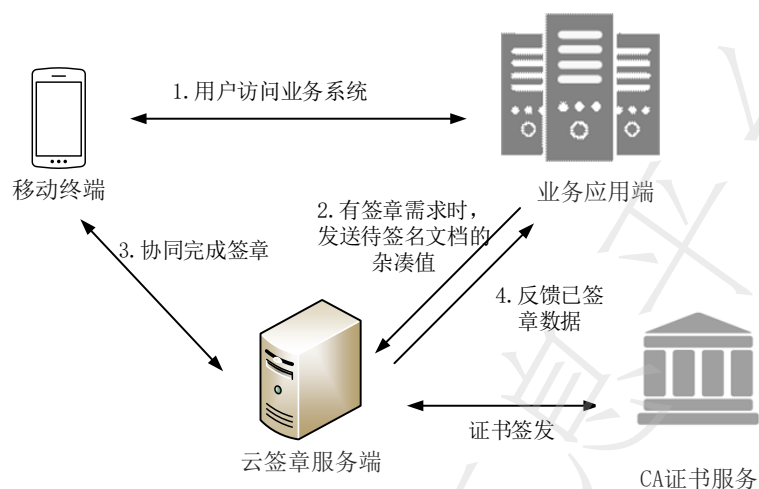 1.用户访问业务系统
移动终端
业务应用端
2.有签章需求时，
发送待签名文档的
杂凑值
3.协同完成签章
4.反馈已签
章数据
证书签发
云签章服务端
CA证书服务